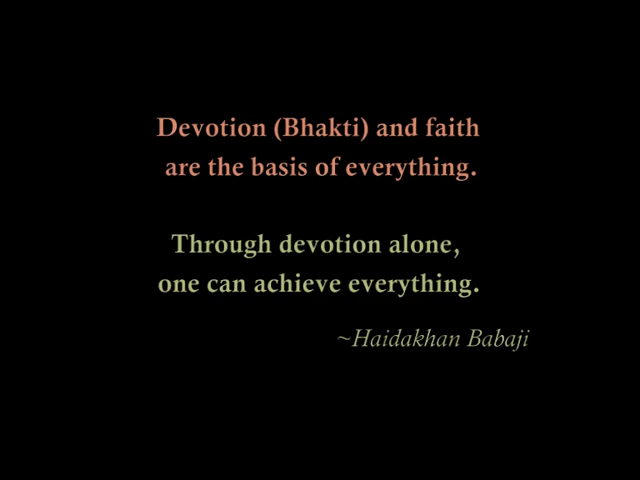 Devotion (Bhakti) and faith
are the basis of everything.
Through devotion alone,
one can achieve everything.
~Haidakhan Babaji